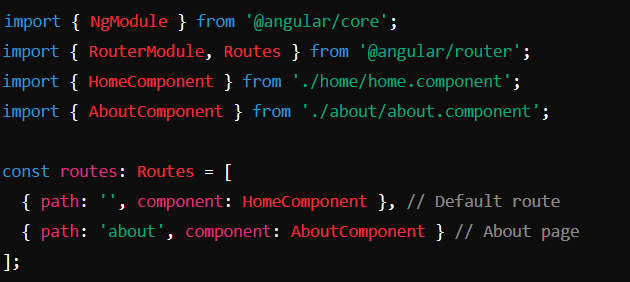 import { NgModule } from '@angular/core';
import { RouterModule, Routes } from '@angular/router';
import { HomeComponent } from './home/home.component';
import { AboutComponent } from './about/about.component';
const routes: Routes = [
{ path: '', component: HomeComponent }, // Default route
{ path: 'about', component: AboutComponent } // About page
];